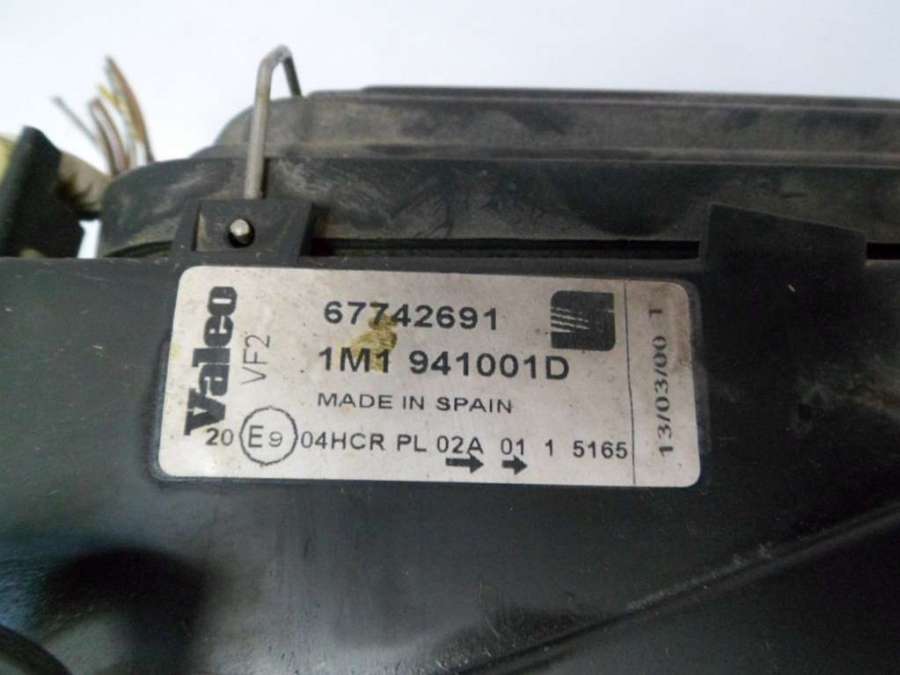 Valeo
VF2
67742691
1M1 941001D
MADE IN SPAIN
20 E9 04HCR PL 02A 01 1 5165
13/03/00 1